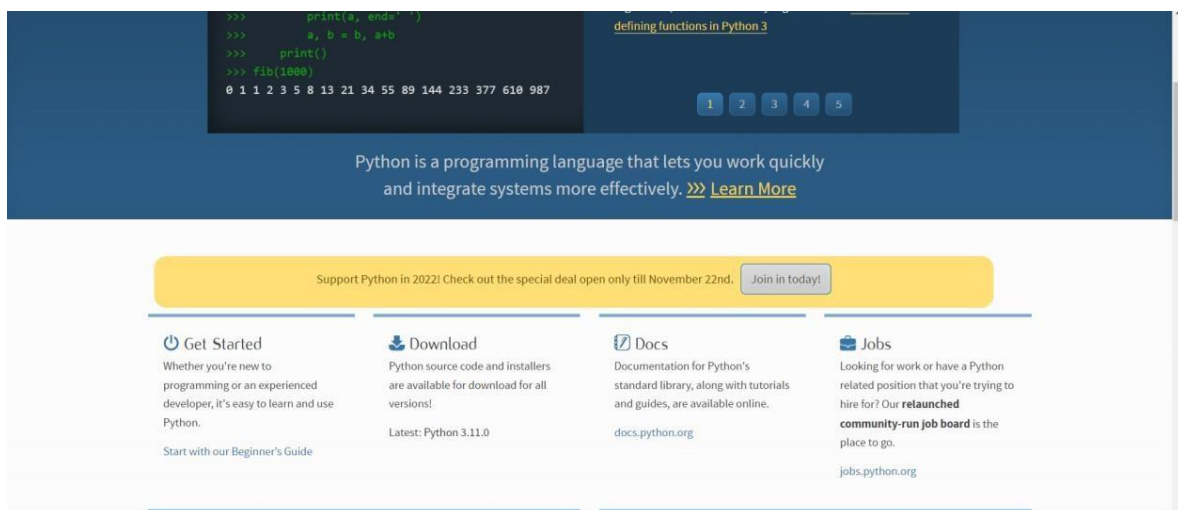 >>> print(a, end=' ')
>>> a, b = b, a+b
>>> print()
>>> fib(1000)
0 1 1 2 3 5 8 13 21 34 55 89 144 233 377 610 987
defining functions in Python 3
1 2 3 4 5
Python is a programming language that lets you work quickly
and integrate systems more effectively. >>> Learn More
Support Python in 2022! Check out the special deal open only till November 22nd. Join in today!
Get Started
Whether you're new to
programming or an experienced
developer, it's easy to learn and use
Python.
Start with our Beginner's Guide
Download
Python source code and installers
are available for download for all
versions!
Latest: Python 3.11.0
Docs
Documentation for Python's
standard library, along with tutorials
and guides, are available online.
docs.python.org
Jobs
Looking for work or have a Python
related position that you're trying to
hire for? Our relaunched
community-run job board is the
place to go.
jobs.python.org